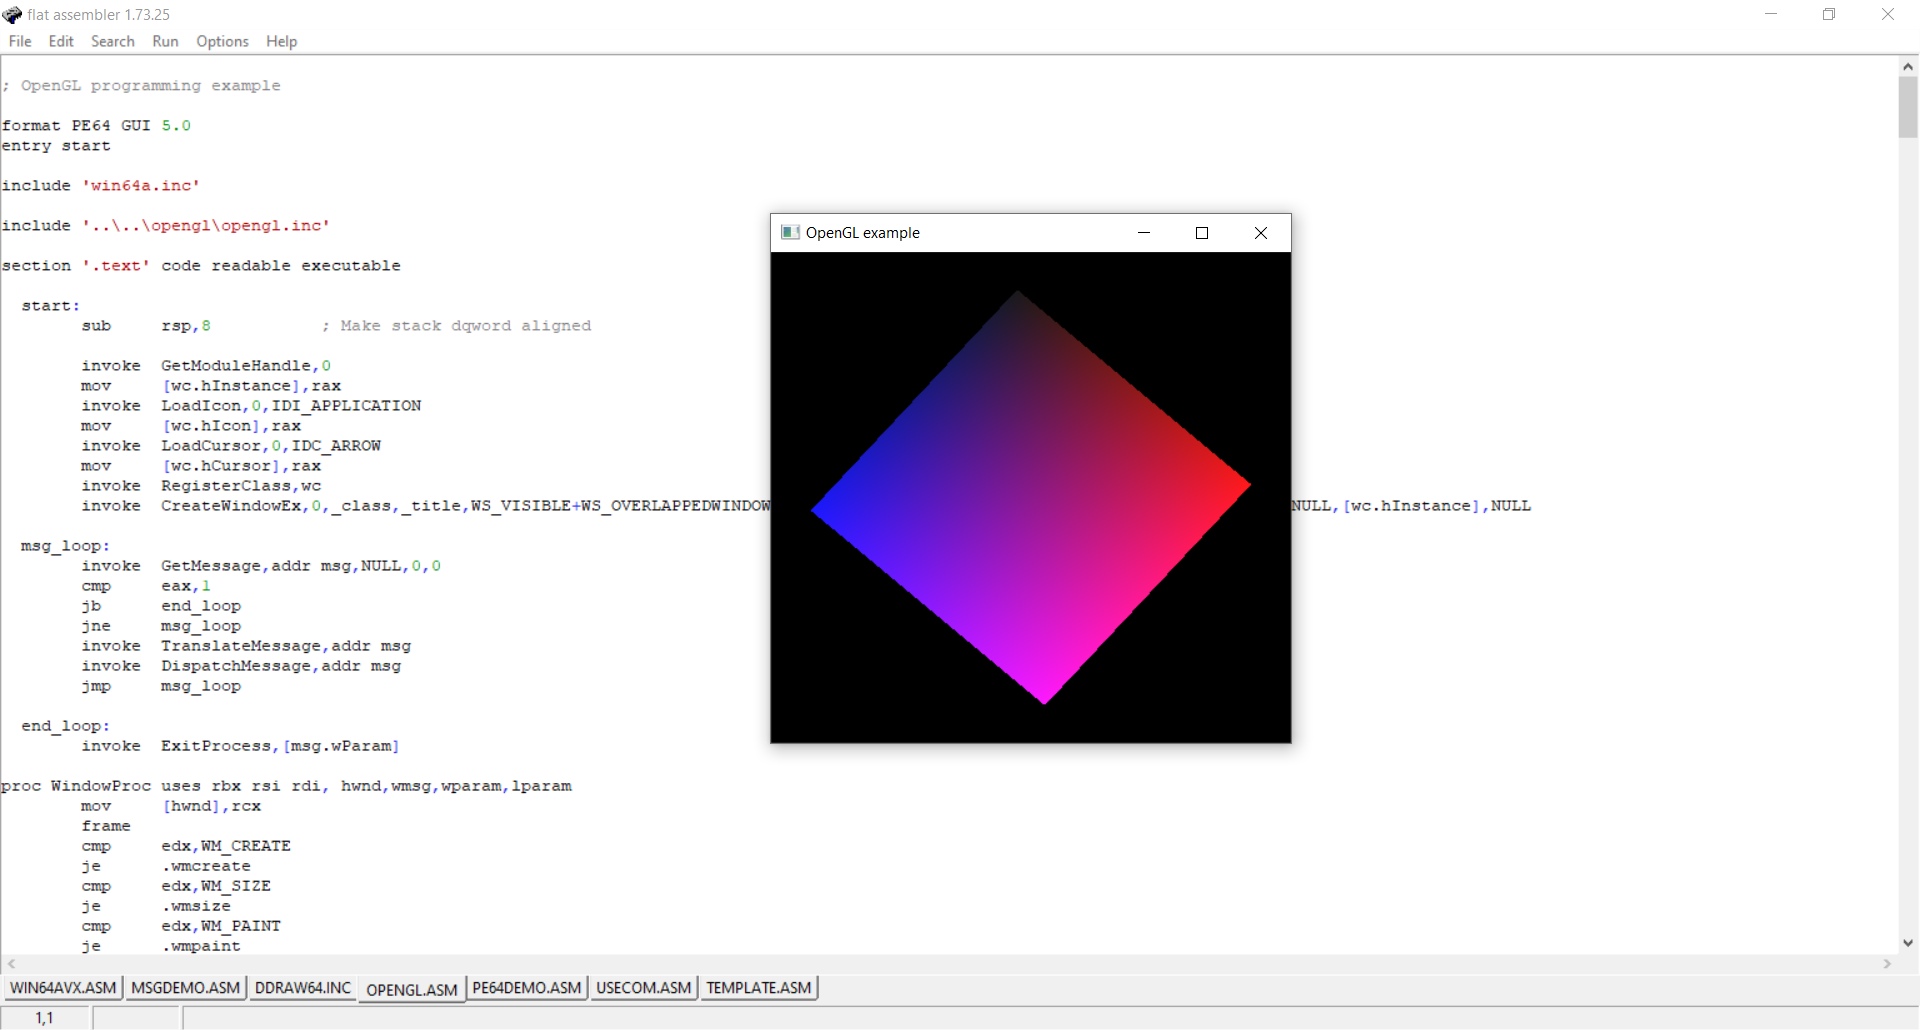 flat assembler 1.73.25
File Edit Search Run Options Help
; OpenGL programming example
format PE64 GUI 5.0
entry start
include 'win64a.inc'
include '..\..\opengl\opengl.inc'
section '.text' code readable executable
start:
sub rsp,8 ; Make stack dqword aligned
invoke GetModuleHandle,0
mov [wc.hInstance],rax
invoke LoadIcon,0,IDI_APPLICATION
mov [wc.hIcon],rax
invoke LoadCursor,0,IDC_ARROW
mov [wc.hCursor],rax
invoke RegisterClass,wc
invoke CreateWindowEx,0,_class,_title,WS_VISIBLE+WS_OVERLAPPEDWINDOW NULL,[wc.hInstance],NULL
msg_loop:
invoke GetMessage,addr msg,NULL,0,0
cmp eax,1
jb end_loop
jne msg_loop
invoke TranslateMessage,addr msg
invoke DispatchMessage,addr msg
jmp msg_loop
end_loop:
invoke ExitProcess,[msg.wParam]
proc WindowProc uses rbx rsi rdi, hwnd,wmsg,wparam,lparam
mov [hwnd],rcx
frame
cmp edx,WM_CREATE
je .wmcreate
cmp edx,WM_SIZE
je .wmsize
cmp edx,WM_PAINT
je .wmpaint
OpenGL example
WIN64AVX.ASM MSGDEMO.ASM DDRAW64.INC OPENGL.ASM PE64DEMO.ASM USECOM.ASM TEMPLATE.ASM
1,1